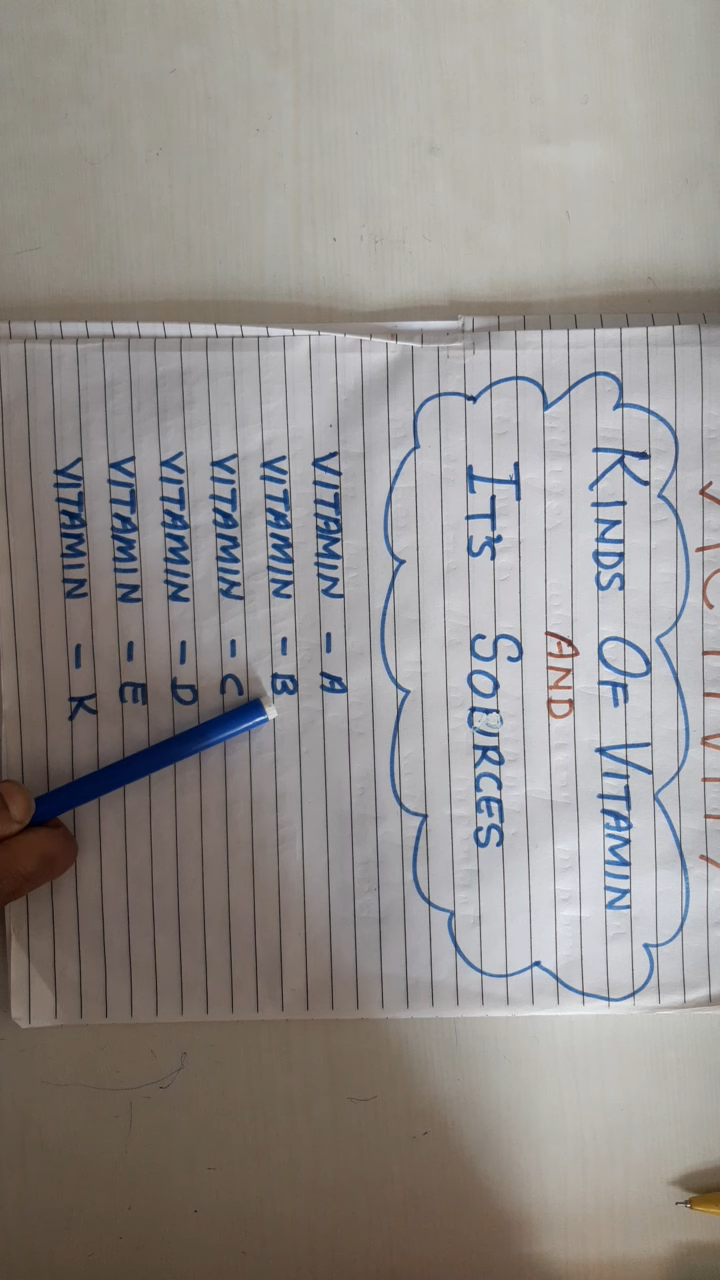 KINDS OF VITAMIN
AND
IT'S SOURCES
VITAMIN - A
VITAMIN - B
VITAMIN - C
VITAMIN - D
VITAMIN - E
VITAMIN - K